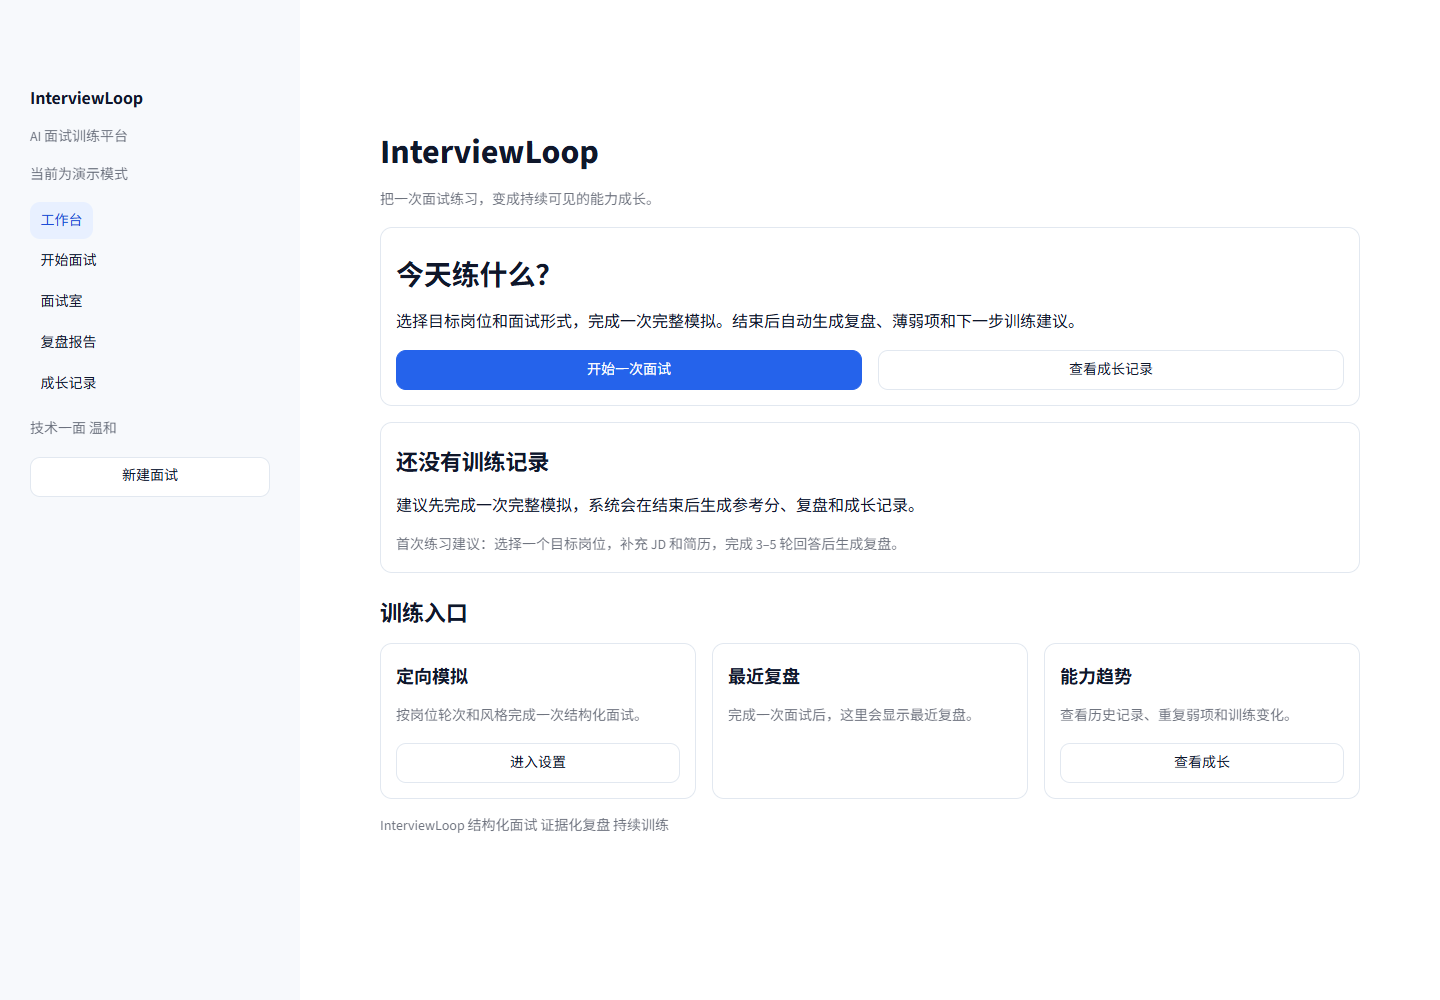 InterviewLoop
AI 面试训练平台
当前为演示模式
工作台
开始面试
面试室
复盘报告
成长记录
技术一面 温和
新建面试
InterviewLoop
把一次面试练习，变成持续可见的能力成长。
今天练什么？
选择目标岗位和面试形式，完成一次完整模拟。结束后自动生成复盘、薄弱项和下一步训练建议。
开始一次面试
查看成长记录
还没有训练记录
建议先完成一次完整模拟，系统会在结束后生成参考分、复盘和成长记录。
首次练习建议：选择一个目标岗位，补充 JD 和简历，完成 3–5 轮回答后生成复盘。
训练入口
定向模拟
按岗位轮次和风格完成一次结构化面试。
进入设置
最近复盘
完成一次面试后，这里会显示最近复盘。
能力趋势
查看历史记录、重复弱项和训练变化。
查看成长
InterviewLoop 结构化面试 证据化复盘 持续训练